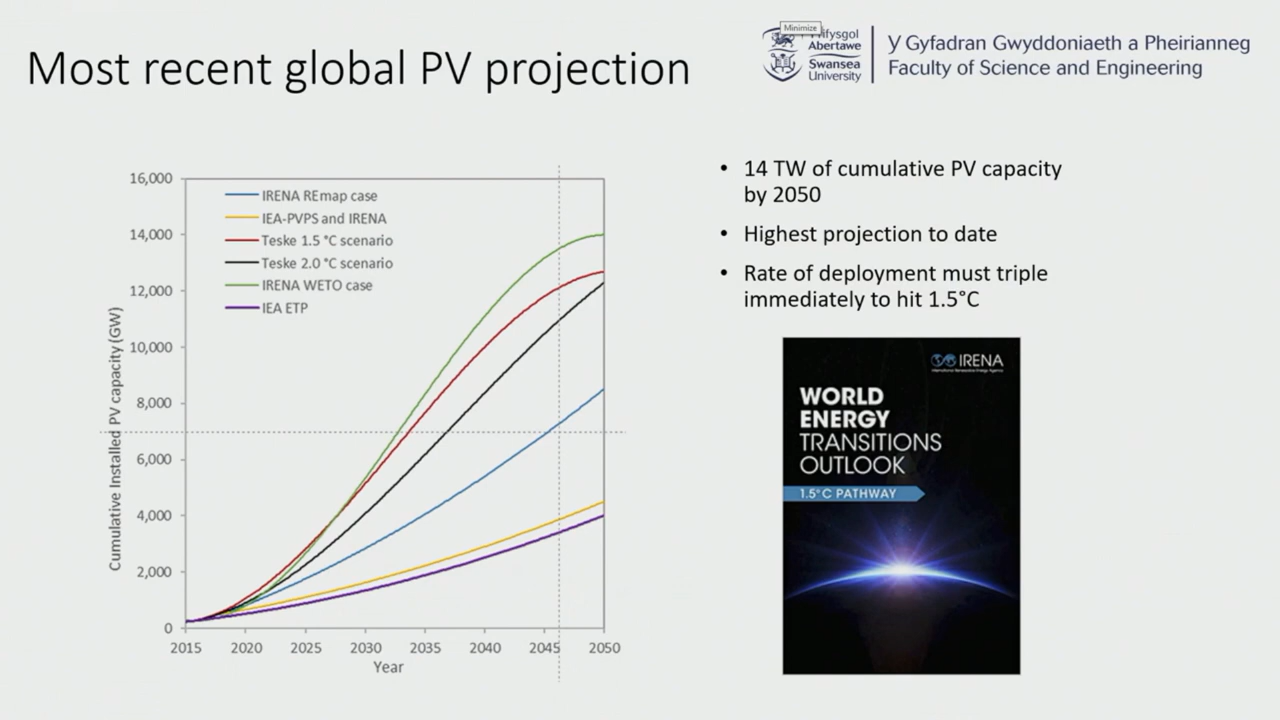 Most recent global PV projection
Minimize
Abertawe
Swansea
University
Y Gyfadran Gwyddoniaeth a Pheirianneg
Faculty of Science and Engineering
16,000
14,000
12,000
10,000
8,000
6,000
4,000
2,000
0
Cumulative Installed PV capacity (GW)
IRENA REmap case
IEA-PVPS and IRENA
Teske 1.5 °C scenario
Teske 2.0 °C scenario
IRENA WETO case
IEA ETP
2015 2020 2025 2030 2035 2040 2045 2050
Year
• 14 TW of cumulative PV capacity
by 2050
• Highest projection to date
• Rate of deployment must triple
immediately to hit 1.5°C
IRENA
International Renewable Energy Agency
WORLD
ENERGY
TRANSITIONS
OUTLOOK
1.5°C PATHWAY